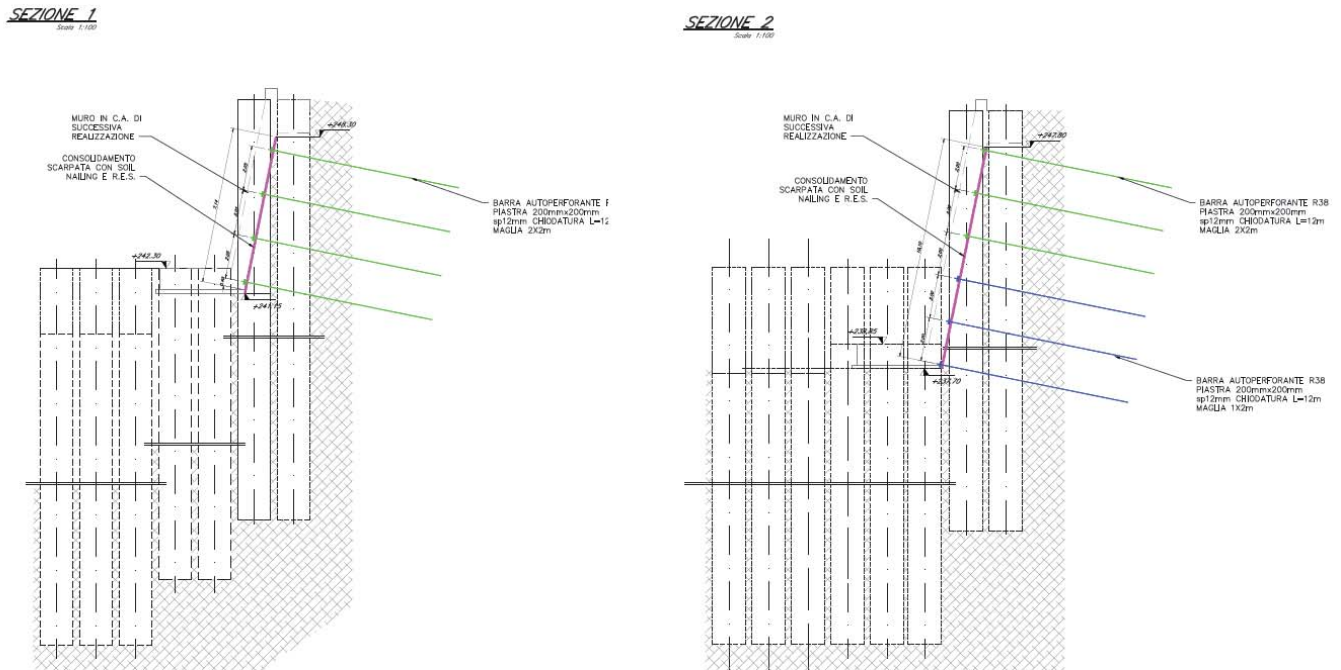 SEZIONE 1
Scala 1:100
MURO IN C.A. DI
SUCCESSIVA
REALIZZAZIONE
CONSOLIDAMENTO
SCARPATA CON SOIL
NAILING E R.E.S.
+248.30
BARRA AUTOPERFORANTE
PIASTRA 200mmx200mm
sp12mm CHIODATURA L=12
MAGLIA 2X2m
+242.30
+241.15
SEZIONE 2
Scala 1:100
MURO IN C.A. DI
SUCCESSIVA
REALIZZAZIONE
CONSOLIDAMENTO
SCARPATA CON SOIL
NAILING E R.E.S.
+247.80
BARRA AUTOPERFORANTE R38
PIASTRA 200mmx200mm
sp12mm CHIODATURA L=12m
MAGLIA 2X2m
+238.85
+237.70
BARRA AUTOPERFORANTE R38
PIASTRA 200mmx200mm
sp12mm CHIODATURA L=12m
MAGLIA 1X2m